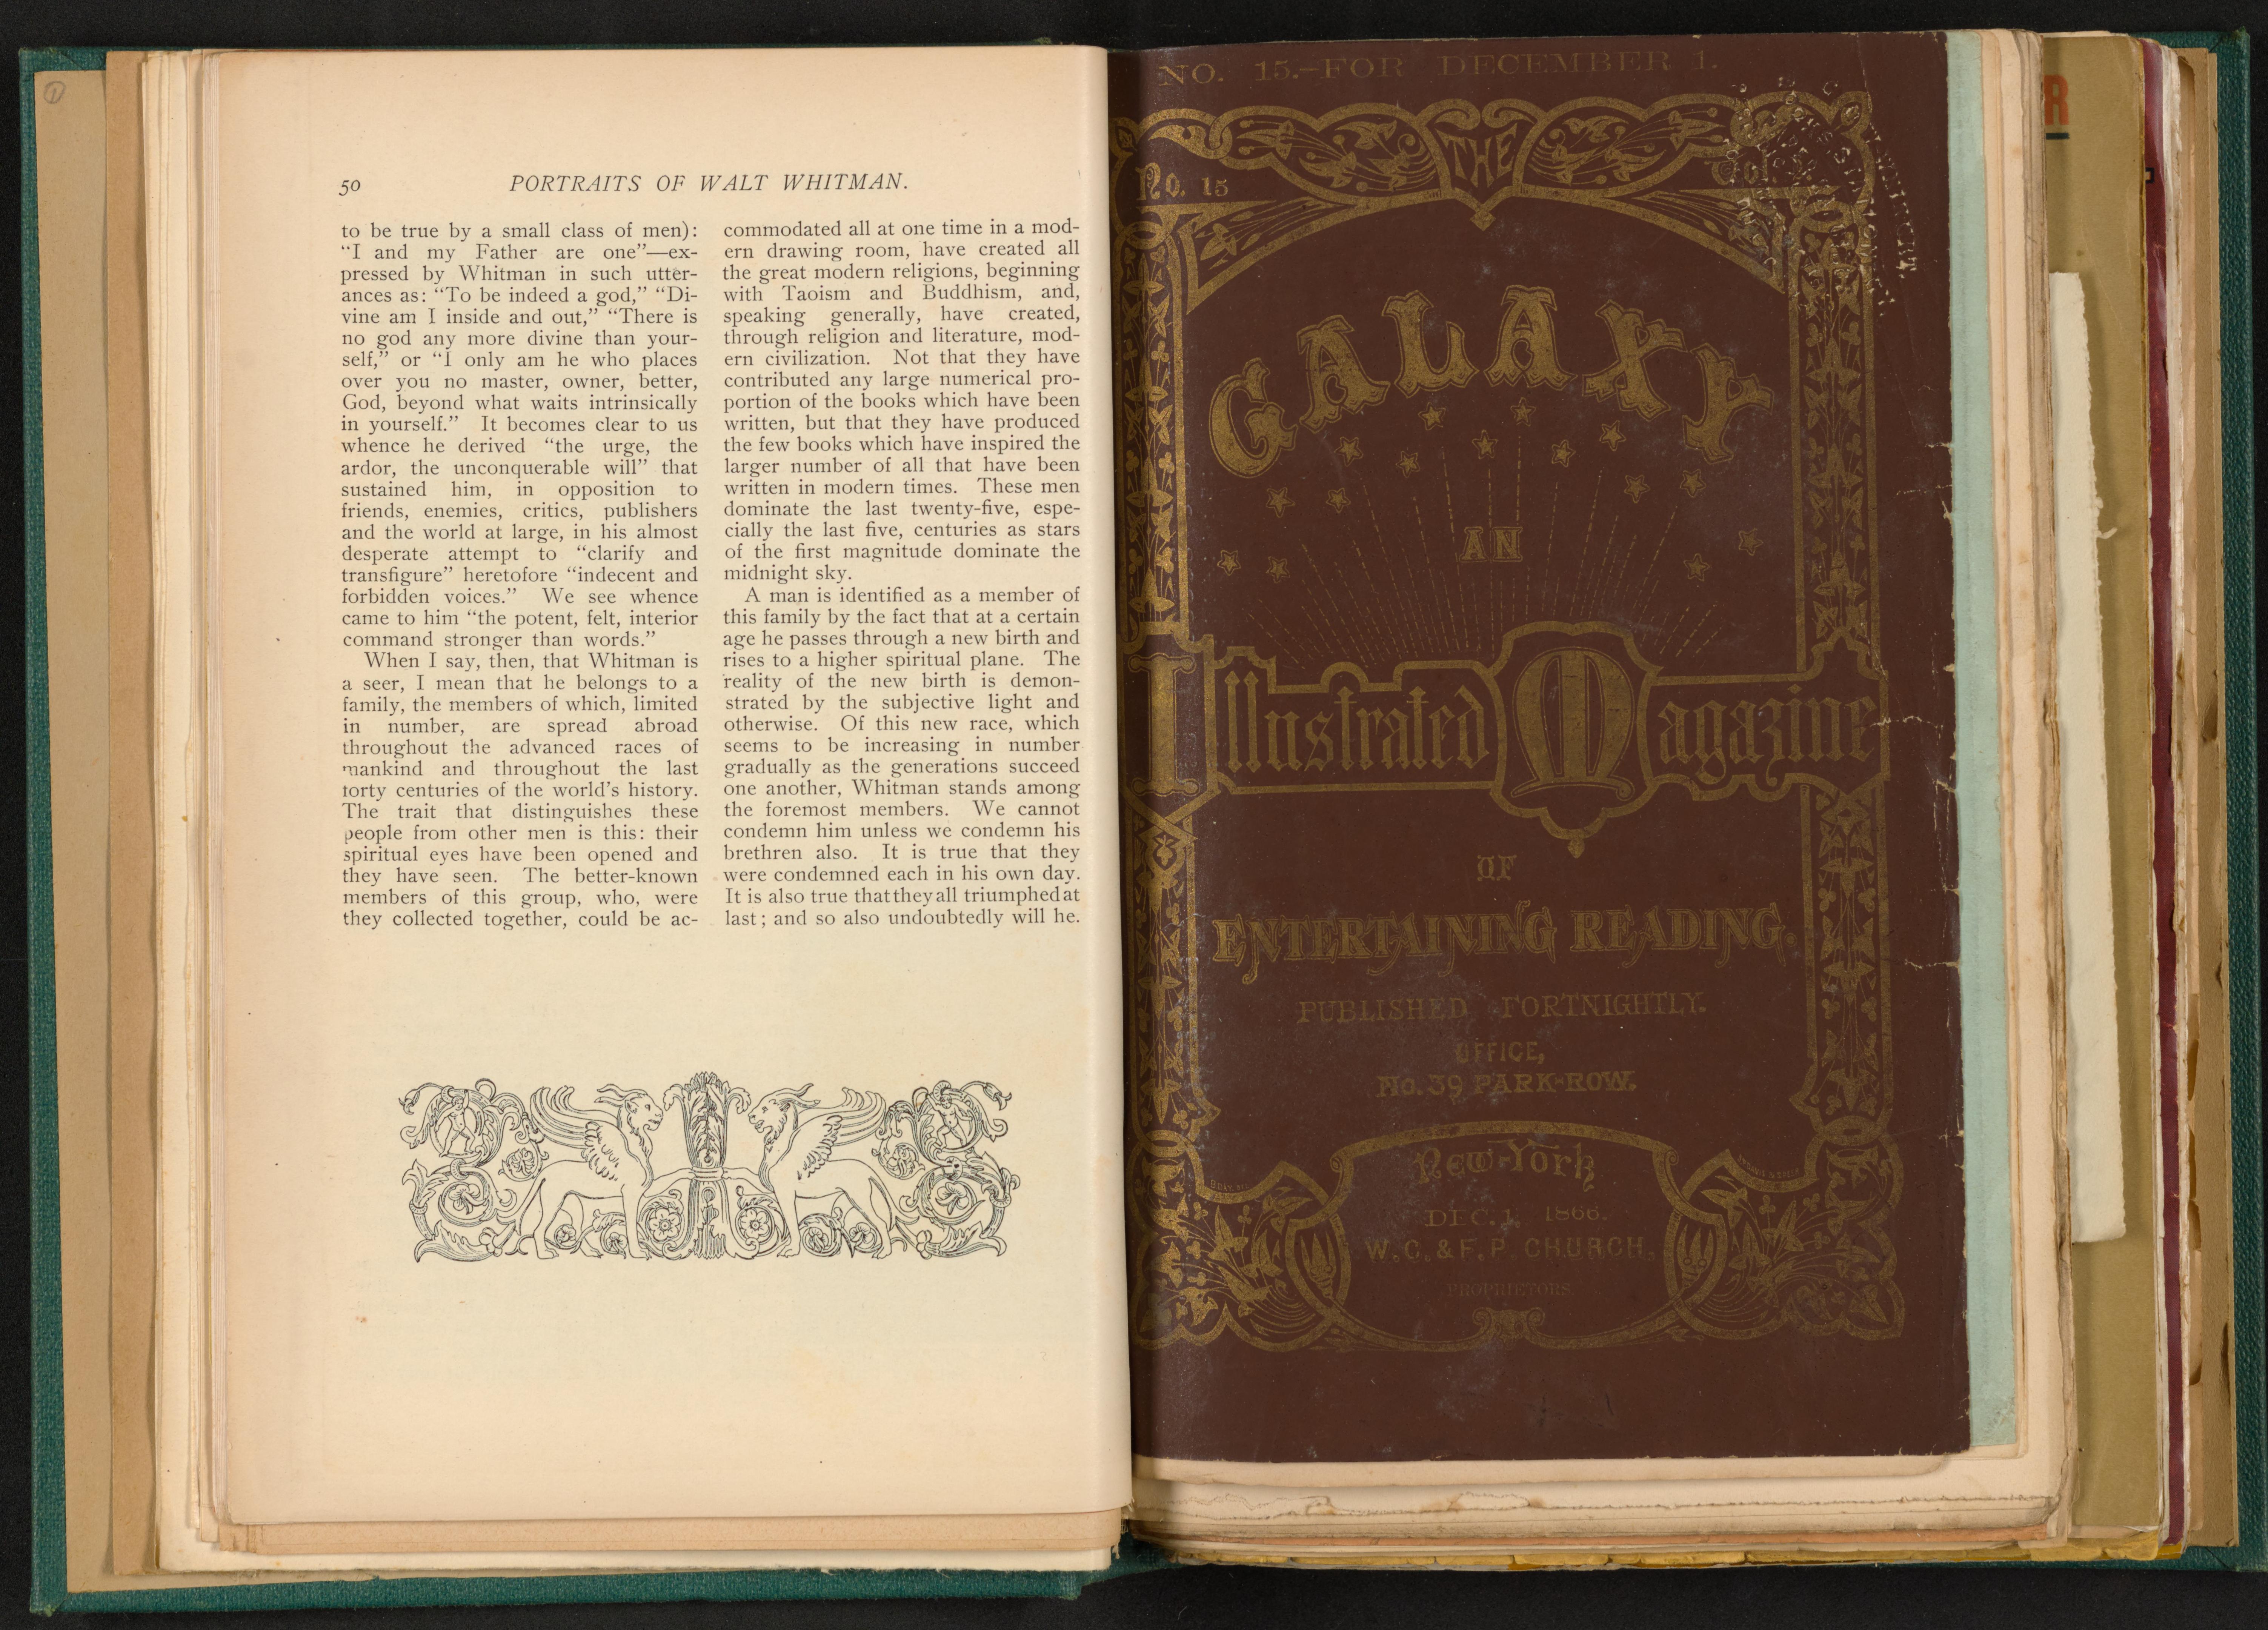 50
PORTRAITS OF WALT WHITMAN.
to be true by a small class of men):
“I and my Father are one”—ex-
pressed by Whitman in such utter-
ances as: “To be indeed a god,” “Di-
vine am I inside and out,” “There is
no god any more divine than your-
self,” or “I only am he who places
over you no master, owner, better,
God, beyond what waits intrinsically
in yourself.” It becomes clear to us
whence he derived “the urge, the
ardor, the unconquerable will” that
sustained him, in opposition to
friends, enemies, critics, publishers
and the world at large, in his almost
desperate attempt to “clarify and
transfigure” heretofore “indecent and
forbidden voices.” We see whence
came to him “the potent, felt, interior
command stronger than words.”
When I say, then, that Whitman is
a seer, I mean that he belongs to a
family, the members of which, limited
in number, are spread abroad
throughout the advanced races of
mankind and throughout the last
forty centuries of the world's history.
The trait that distinguishes these
people from other men is this: their
spiritual eyes have been opened and
they have seen. The better-known
members of this group, who, were
they collected together, could be ac-
commodated all at one time in a mod-
ern drawing room, have created all
the great modern religions, beginning
with Taoism and Buddhism, and,
speaking generally, have created,
through religion and literature, mod-
ern civilization. Not that they have
contributed any large numerical pro-
portion of the books which have been
written, but that they have produced
the few books which have inspired the
larger number of all that have been
written in modern times. These men
dominate the last twenty-five, espe-
cially the last five, centuries as stars
of the first magnitude dominate the
midnight sky.
A man is identified as a member of
this family by the fact that at a certain
age he passes through a new birth and
rises to a higher spiritual plane. The
reality of the new birth is demon-
strated by the subjective light and
otherwise. Of this new race, which
seems to be increasing in number
gradually as the generations succeed
one another, Whitman stands among
the foremost members. We cannot
condemn him unless we condemn his
brethren also. It is true that they
were condemned each in his own day.
It is also true that they all triumphed at
last; and so also undoubtedly will he.
1
NO. 15.—FOR DECEMBER 1.
THE
No. 15
Vol.
GALAXY
AN
Illustrated Magazine
OF
ENTERTAINING READING.
PUBLISHED FORTNIGHTLY.
OFFICE,
No. 39 PARK-ROW.
New-York
DEC. 1, 1866.
W. C. & F. P. CHURCH,
PROPRIETORS.
R